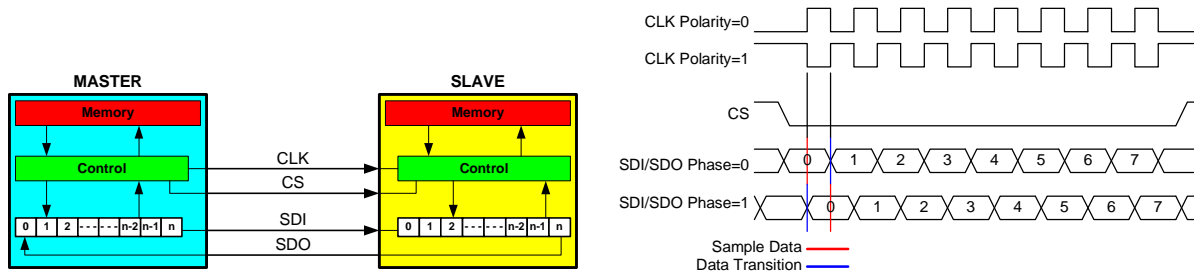 MASTER
Memory
Control
0 1 2 ---- ---- n-2 n-1 n
CLK
CS
SDI
SDO
SLAVE
Memory
Control
0 1 2 ---- ---- n-2 n-1 n
CLK Polarity=0
CLK Polarity=1
CS
SDI/SDO Phase=0 0 1 2 3 4 5 6 7
SDI/SDO Phase=1 0 1 2 3 4 5 6 7
Sample Data
Data Transition